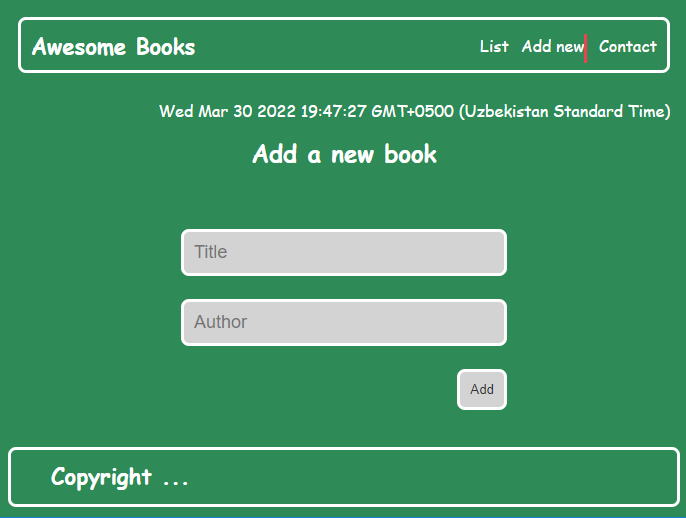 Awesome Books List Add new Contact
Wed Mar 30 2022 19:47:27 GMT+0500 (Uzbekistan Standard Time)
Add a new book
Title
Author
Add
Copyright ...